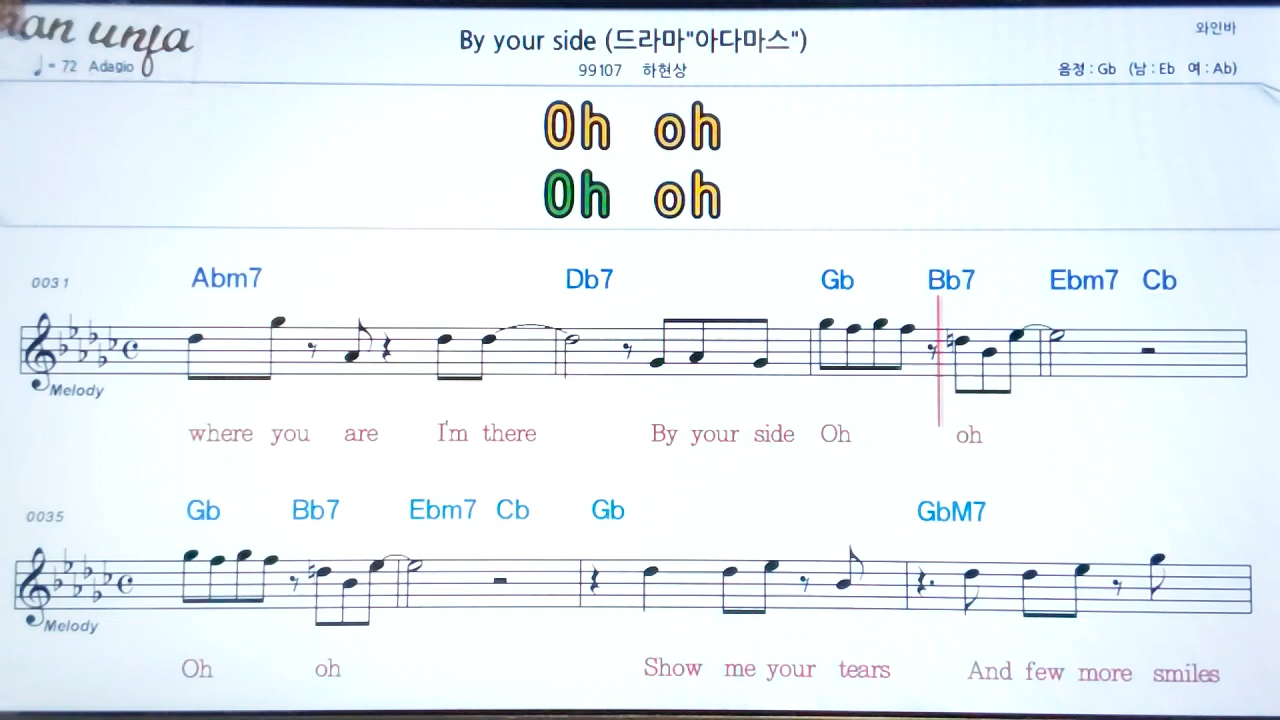 By your side (드라마"아다마스")
와인바
♩= 72 Adagio
99107 하현상
음정 : Gb (남 : Eb 여 : Ab)
Oh oh
Oh oh
0031 Abm7 Db7 Gb Bb7 Ebm7 Cb
Melody
where you are I'm there By your side Oh oh
0035 Gb Bb7 Ebm7 Cb Gb GbM7
Melody
Oh oh Show me your tears And few more smiles